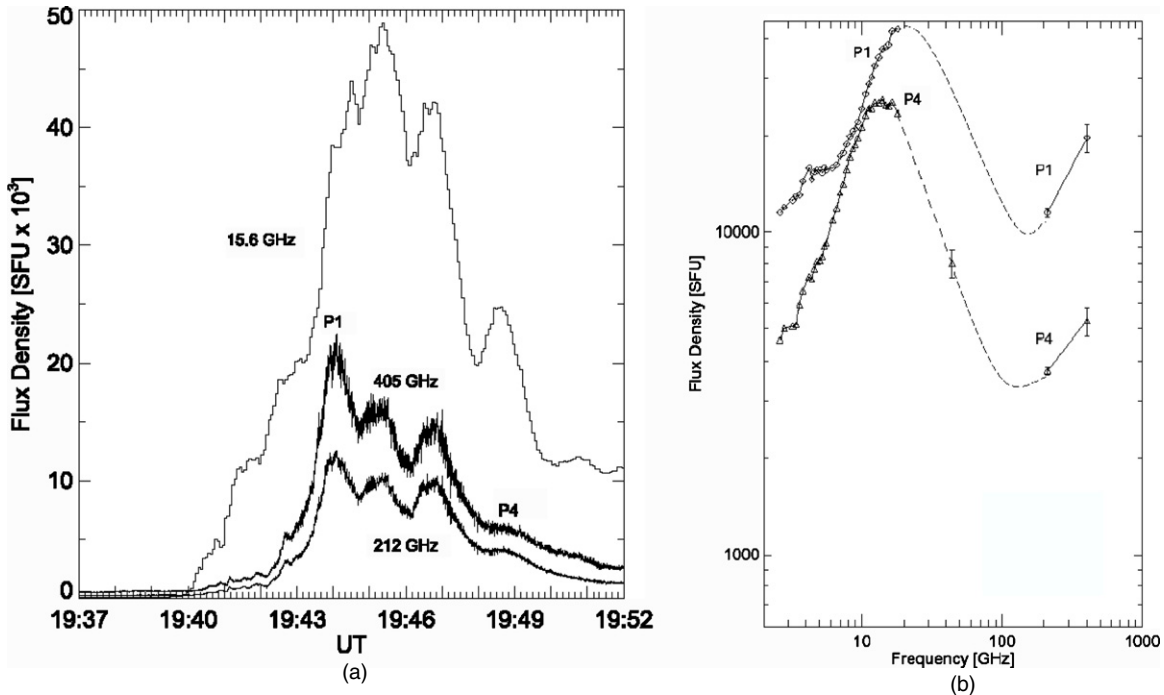 50
40
30
20
10
0
Flux Density [SFU x 10³]
15.6 GHz
P1
405 GHz
P4
212 GHz
19:37 19:40 19:43 19:46 19:49 19:52
UT
(a)
10000
1000
Flux Density [SFU]
P1
P4
P1
P4
10 100 1000
Frequency [GHz]
(b)